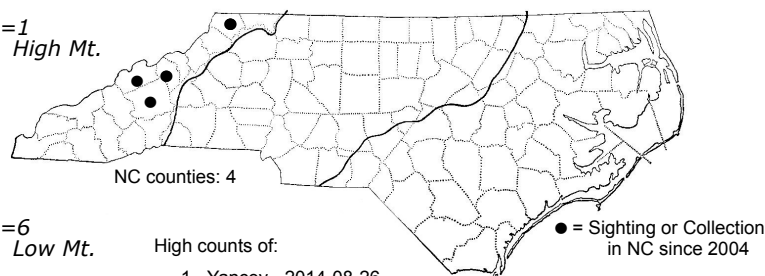 =1
High Mt.
NC counties: 4
=6
Low Mt.
High counts of:
● = Sighting or Collection
in NC since 2004
1 Yancey 2014-08-26